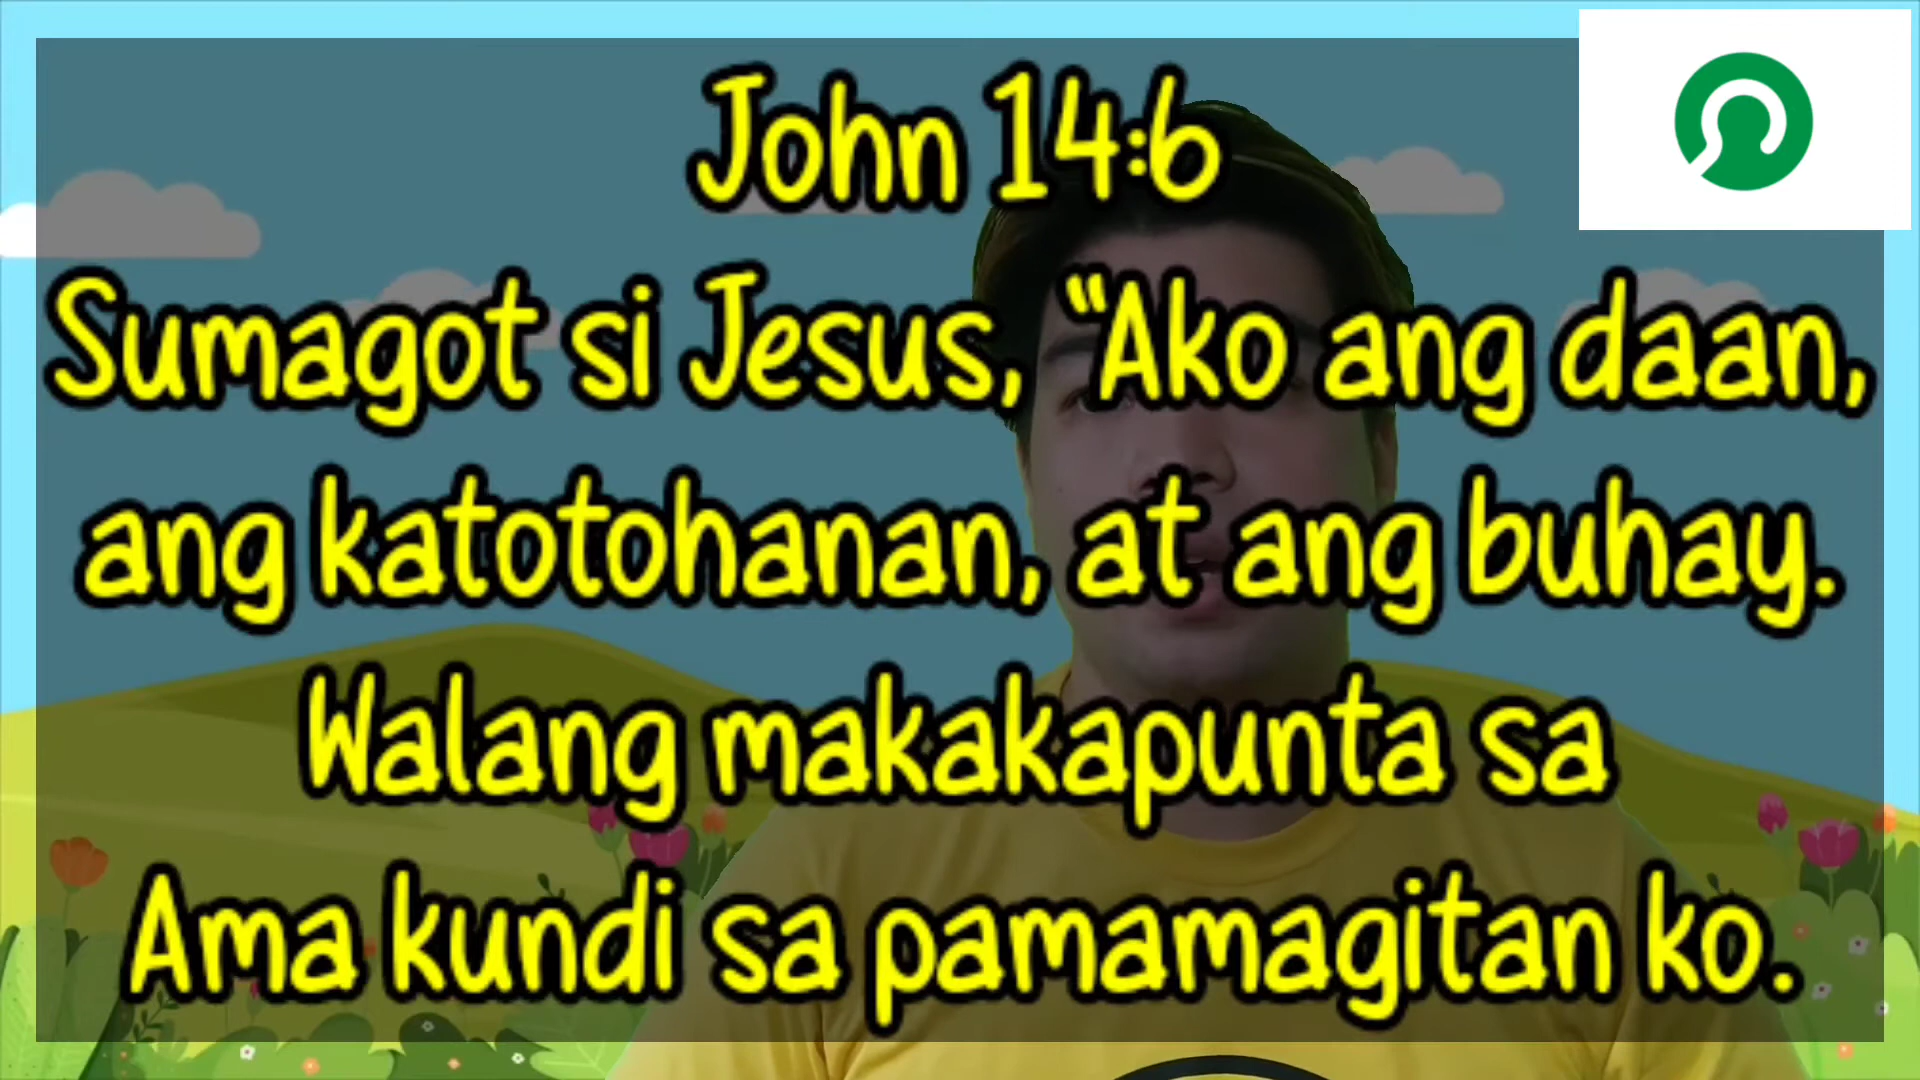 John 14:6
Sumagot si Jesus, “Ako ang daan,
ang katotohanan, at ang buhay.
Walang makakapunta sa
Ama kundi sa pamamagitan ko.